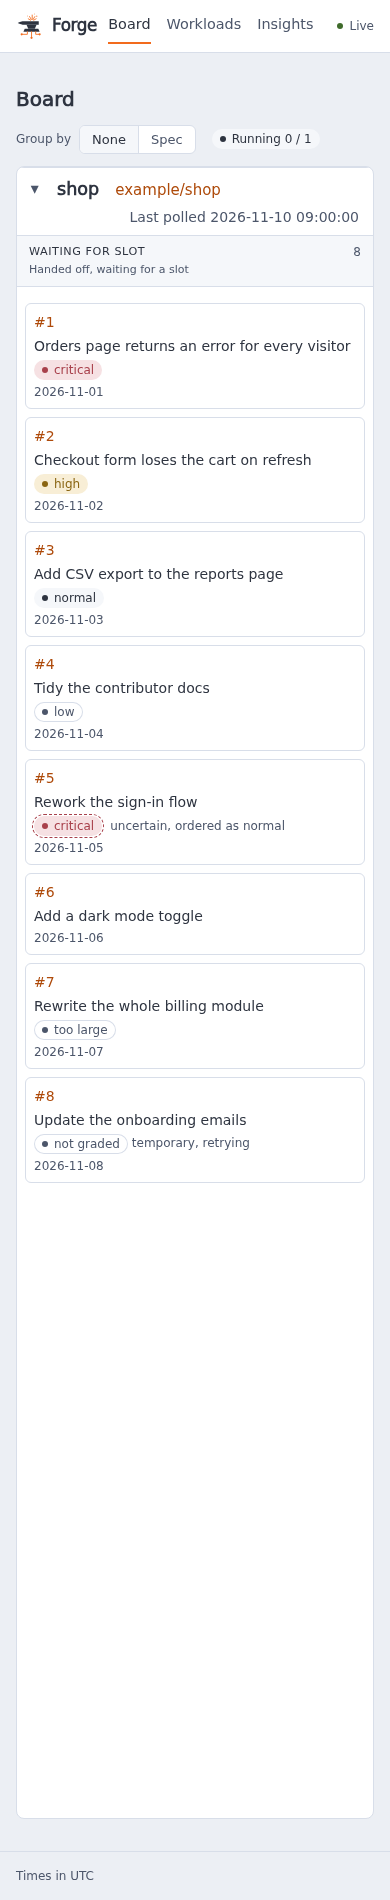 Forge Board Workloads Insights Live
Board
Group by None Spec Running 0 / 1
▼ shop example/shop
Last polled 2026-11-10 09:00:00
WAITING FOR SLOT 8
Handed off, waiting for a slot
#1
Orders page returns an error for every visitor
critical
2026-11-01
#2
Checkout form loses the cart on refresh
high
2026-11-02
#3
Add CSV export to the reports page
normal
2026-11-03
#4
Tidy the contributor docs
low
2026-11-04
#5
Rework the sign-in flow
critical uncertain, ordered as normal
2026-11-05
#6
Add a dark mode toggle
2026-11-06
#7
Rewrite the whole billing module
too large
2026-11-07
#8
Update the onboarding emails
not graded temporary, retrying
2026-11-08
Times in UTC